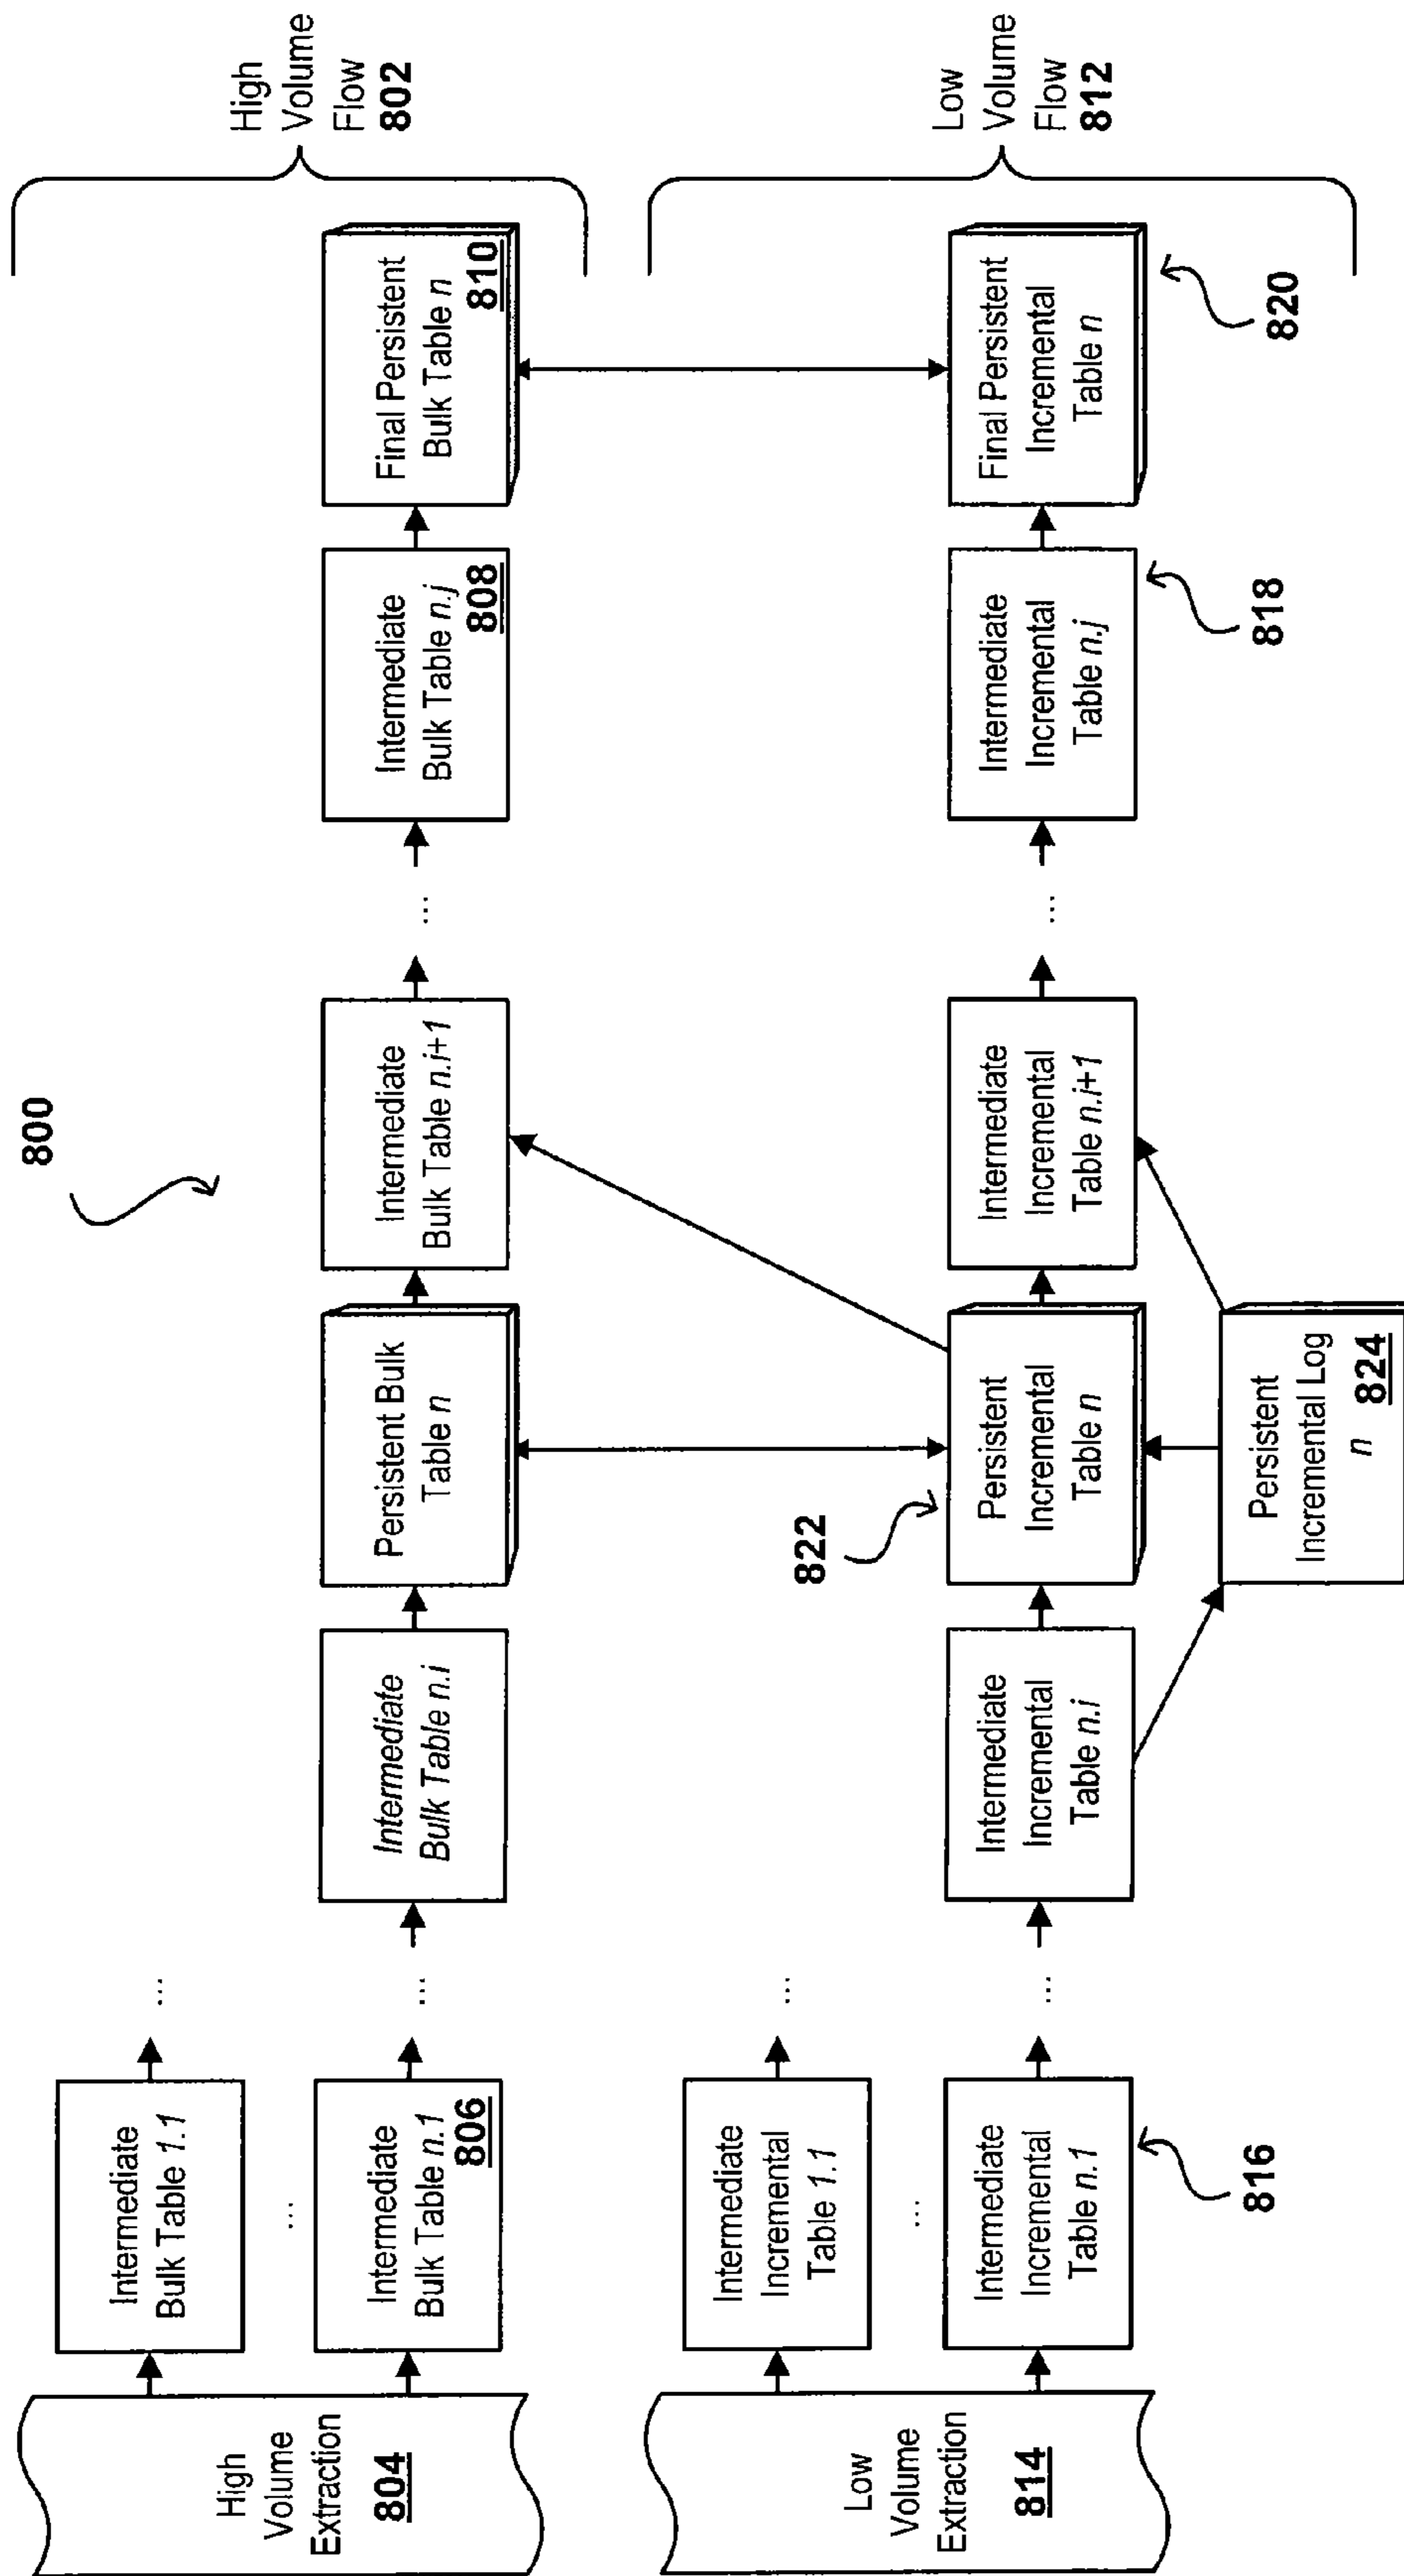 800
High
Volume
Extraction
804
Intermediate
Bulk Table 1.1
...
...
Intermediate
Bulk Table n.1
806
...
Intermediate
Bulk Table n.i
Persistent Bulk
Table n
Intermediate
Bulk Table n.i+1
...
Intermediate
Bulk Table n.j
808
Final Persistent
Bulk Table n
810
High
Volume
Flow
802
Low
Volume
Extraction
814
Intermediate
Incremental
Table 1.1
...
...
Intermediate
Incremental
Table n.1
816
...
Intermediate
Incremental
Table n.i
822
Persistent
Incremental
Table n
Persistent
Incremental Log
n
824
Intermediate
Incremental
Table n.i+1
...
Intermediate
Incremental
Table n.j
818
Final Persistent
Incremental
Table n
820
Low
Volume
Flow
812